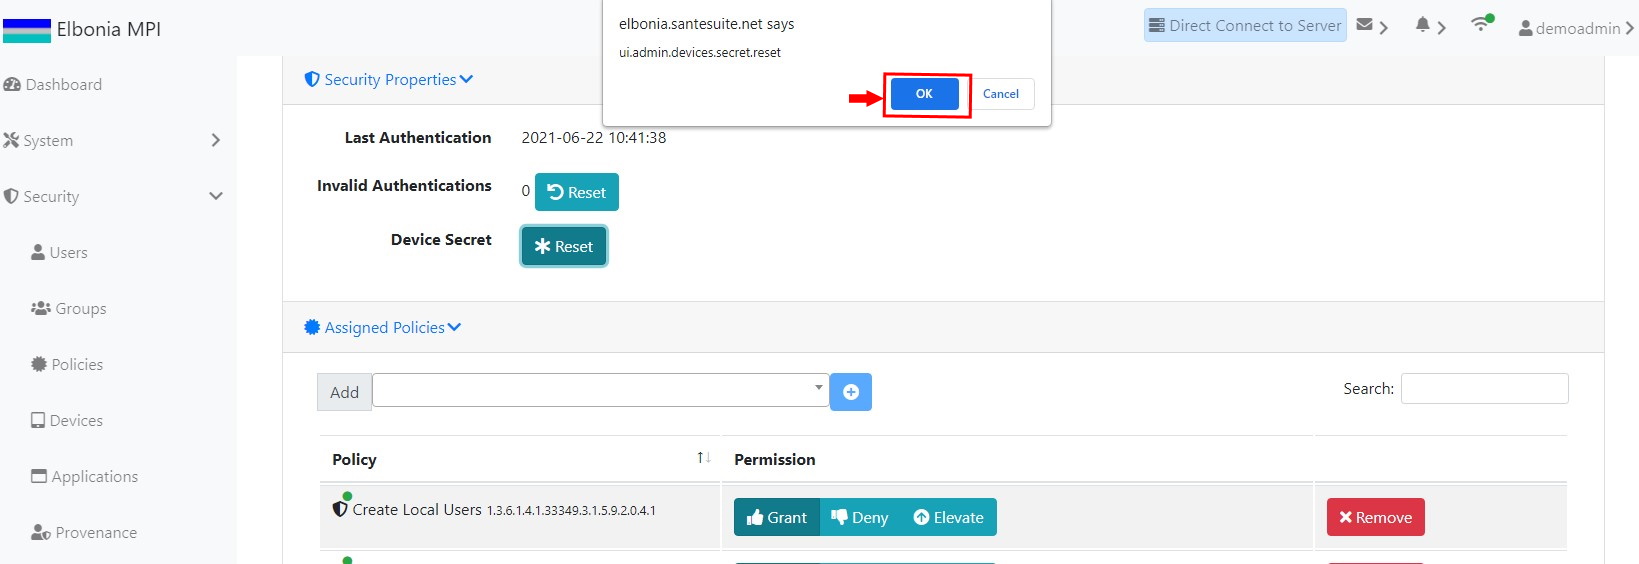 Elbonia MPI
elbonia.santesuite.net says
ui.admin.devices.secret.reset
OK
Cancel
Direct Connect to Server
demoadmin
Dashboard
System
Security
Users
Groups
Policies
Devices
Applications
Provenance
Security Properties
Last Authentication 2021-06-22 10:41:38
Invalid Authentications 0 Reset
Device Secret Reset
Assigned Policies
Add
Search:
Policy Permission
Create Local Users 1.3.6.1.4.1.33349.3.1.5.9.2.0.4.1 Grant Deny Elevate Remove